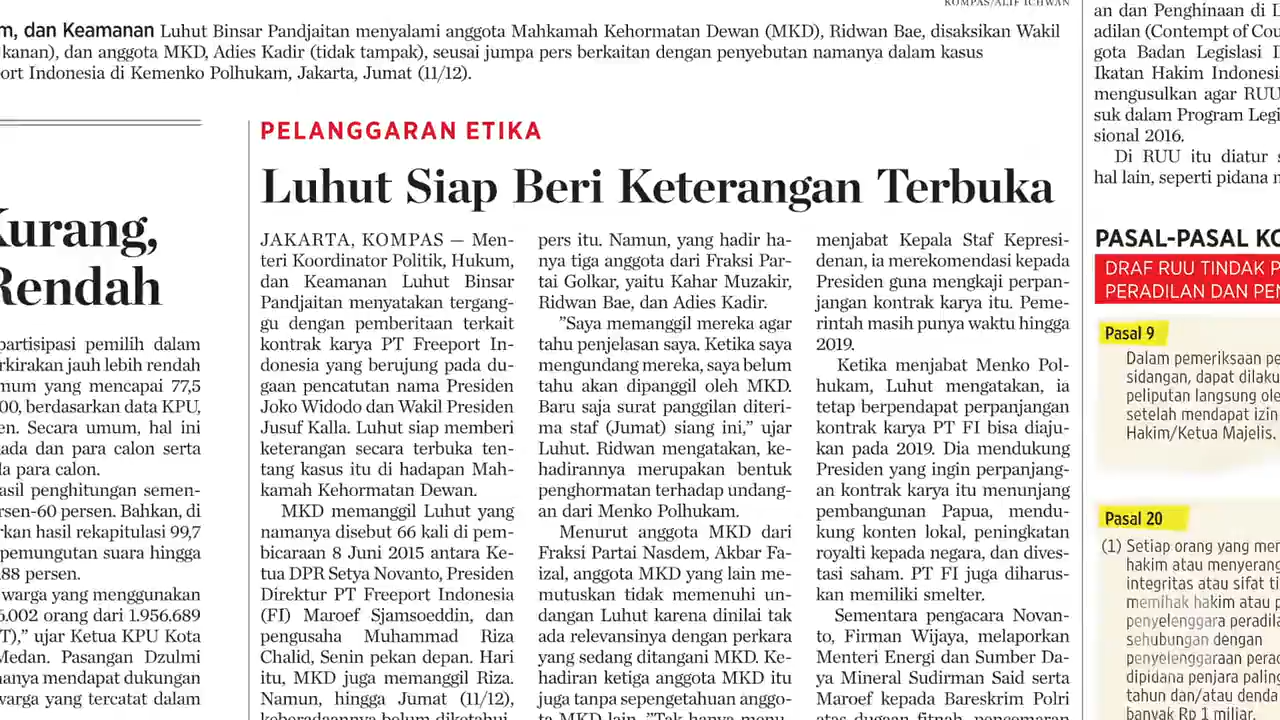 KOMPAS/ALIF ICHWAN
dan Keamanan Luhut Binsar Pandjaitan menyalami anggota Mahkamah Kehormatan Dewan (MKD), Ridwan Bae, disaksikan Wakil
kanan), dan anggota MKD, Adies Kadir (tidak tampak), seusai jumpa pers berkaitan dengan penyebutan namanya dalam kasus
port Indonesia di Kemenko Polhukam, Jakarta, Jumat (11/12).
Kurang,
Rendah
partisipasi pemilih dalam
rkirakan jauh lebih rendah
mum yang mencapai 77,5
00, berdasarkan data KPU,
en. Secara umum, hal ini
kada dan para calon serta
da para calon.
asil penghitungan semen-
rsen-60 persen. Bahkan, di
rkan hasil rekapitulasi 99,7
pemungutan suara hingga
,88 persen.
warga yang menggunakan
6.002 orang dari 1.956.689
T)," ujar Ketua KPU Kota
Medan. Pasangan Dzulmi
hanya mendapat dukungan
warga yang tercatat dalam
PELANGGARAN ETIKA
Luhut Siap Beri Keterangan Terbuka
JAKARTA, KOMPAS — Men-
teri Koordinator Politik, Hukum,
dan Keamanan Luhut Binsar
Pandjaitan menyatakan tergang-
gu dengan pemberitaan terkait
kontrak karya PT Freeport In-
donesia yang berujung pada du-
gaan pencatutan nama Presiden
Joko Widodo dan Wakil Presiden
Jusuf Kalla. Luhut siap memberi
keterangan secara terbuka ten-
tang kasus itu di hadapan Mah-
kamah Kehormatan Dewan.
MKD memanggil Luhut yang
namanya disebut 66 kali di pem-
bicaraan 8 Juni 2015 antara Ke-
tua DPR Setya Novanto, Presiden
Direktur PT Freeport Indonesia
(FI) Maroef Sjamsoeddin, dan
pengusaha Muhammad Riza
Chalid, Senin pekan depan. Hari
itu, MKD juga memanggil Riza.
Namun, hingga Jumat (11/12),
keberadaannya belum diketahui.
pers itu. Namun, yang hadir ha-
nya tiga anggota dari Fraksi Par-
tai Golkar, yaitu Kahar Muzakir,
Ridwan Bae, dan Adies Kadir.
"Saya memanggil mereka agar
tahu penjelasan saya. Ketika saya
mengundang mereka, saya belum
tahu akan dipanggil oleh MKD.
Baru saja surat panggilan diteri-
ma staf (Jumat) siang ini," ujar
Luhut. Ridwan mengatakan, ke-
hadirannya merupakan bentuk
penghormatan terhadap undang-
an dari Menko Polhukam.
Menurut anggota MKD dari
Fraksi Partai Nasdem, Akbar Fa-
izal, anggota MKD yang lain me-
mutuskan tidak memenuhi un-
dangan Luhut karena dinilai tak
ada relevansinya dengan perkara
yang sedang ditangani MKD. Ke-
hadiran ketiga anggota MKD itu
juga tanpa sepengetahuan anggo-
ta MKD lain. "Tak hanya menu-
menjabat Kepala Staf Kepresi-
denan, ia merekomendasi kepada
Presiden guna mengkaji perpan-
jangan kontrak karya itu. Peme-
rintah masih punya waktu hingga
2019.
Ketika menjabat Menko Pol-
hukam, Luhut mengatakan, ia
tetap berpendapat perpanjangan
kontrak karya PT FI bisa diaju-
kan pada 2019. Dia mendukung
Presiden yang ingin perpanjang-
an kontrak karya itu menunjang
pembangunan Papua, mendu-
kung konten lokal, peningkatan
royalti kepada negara, dan dives-
tasi saham. PT FI juga diharus-
kan memiliki smelter.
Sementara pengacara Novan-
to, Firman Wijaya, melaporkan
Menteri Energi dan Sumber Da-
ya Mineral Sudirman Said serta
Maroef kepada Bareskrim Polri
atas dugaan fitnah, pencemaran
an dan Penghinaan di
adilan (Contempt of Cou
gota Badan Legislasi
Ikatan Hakim Indonesi
mengusulkan agar RUU
suk dalam Program Legi
sional 2016.
Di RUU itu diatur
hal lain, seperti pidana
PASAL-PASAL KO
DRAF RUU TINDAK P
PERADILAN DAN PEN
Pasal 9
Dalam pemeriksaan pe
sidangan, dapat dilaku
peliputan langsung ole
setelah mendapat izin
Hakim/Ketua Majelis.
Pasal 20
(1) Setiap orang yang men
hakim atau menyerang
integritas atau sifat ti
memihak hakim atau p
penyelenggara peradila
sehubungan dengan
penyelenggaraan perad
dipidana penjara paling
tahun dan/atau denda
banyak Rp 1 miliar.